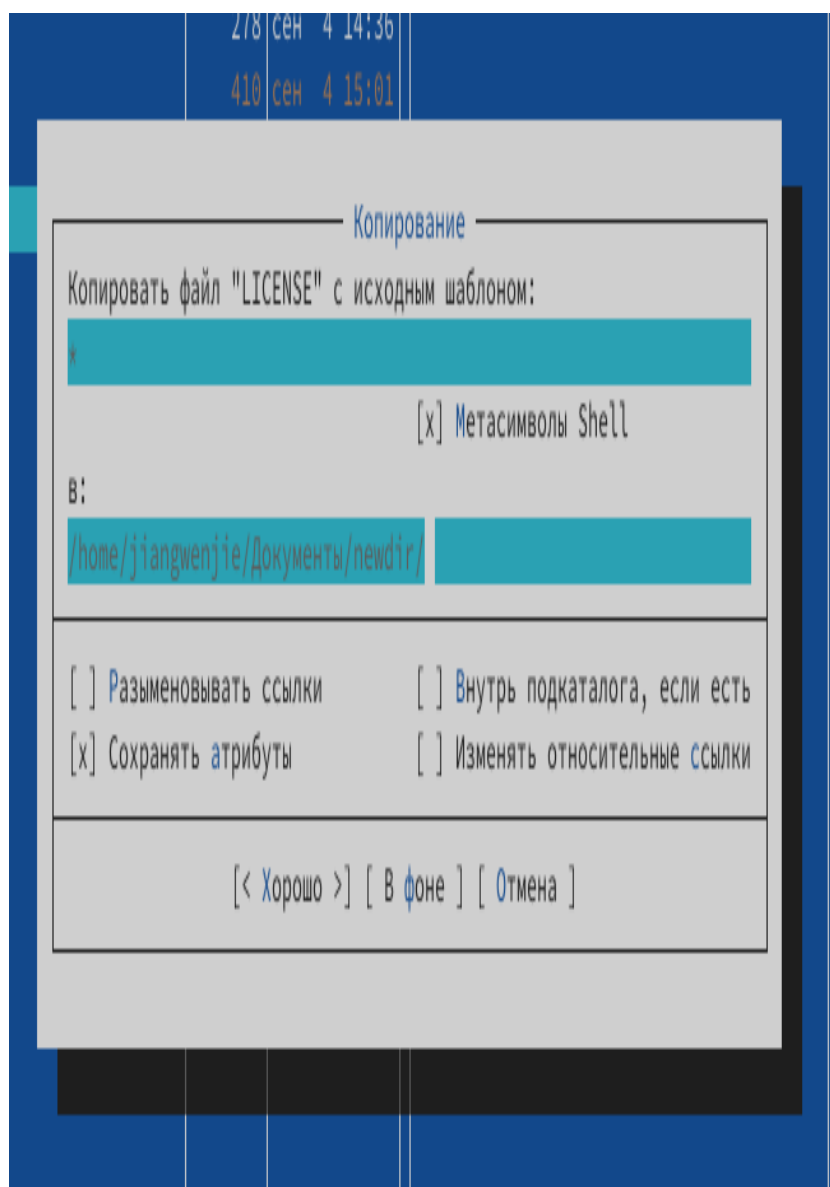 278 сен 4 14:36
410 сен 4 15:01
Копирование
Копировать файл "LICENSE" с исходным шаблоном:
*
[x] Метасимволы Shell
в:
/home/jiangwenjie/Документы/newdir/
[ ] Разыменовывать ссылки [ ] Внутрь подкаталога, если есть
[x] Сохранять атрибуты [ ] Изменять относительные ссылки
[< Хорошо >] [ В фоне ] [ Отмена ]